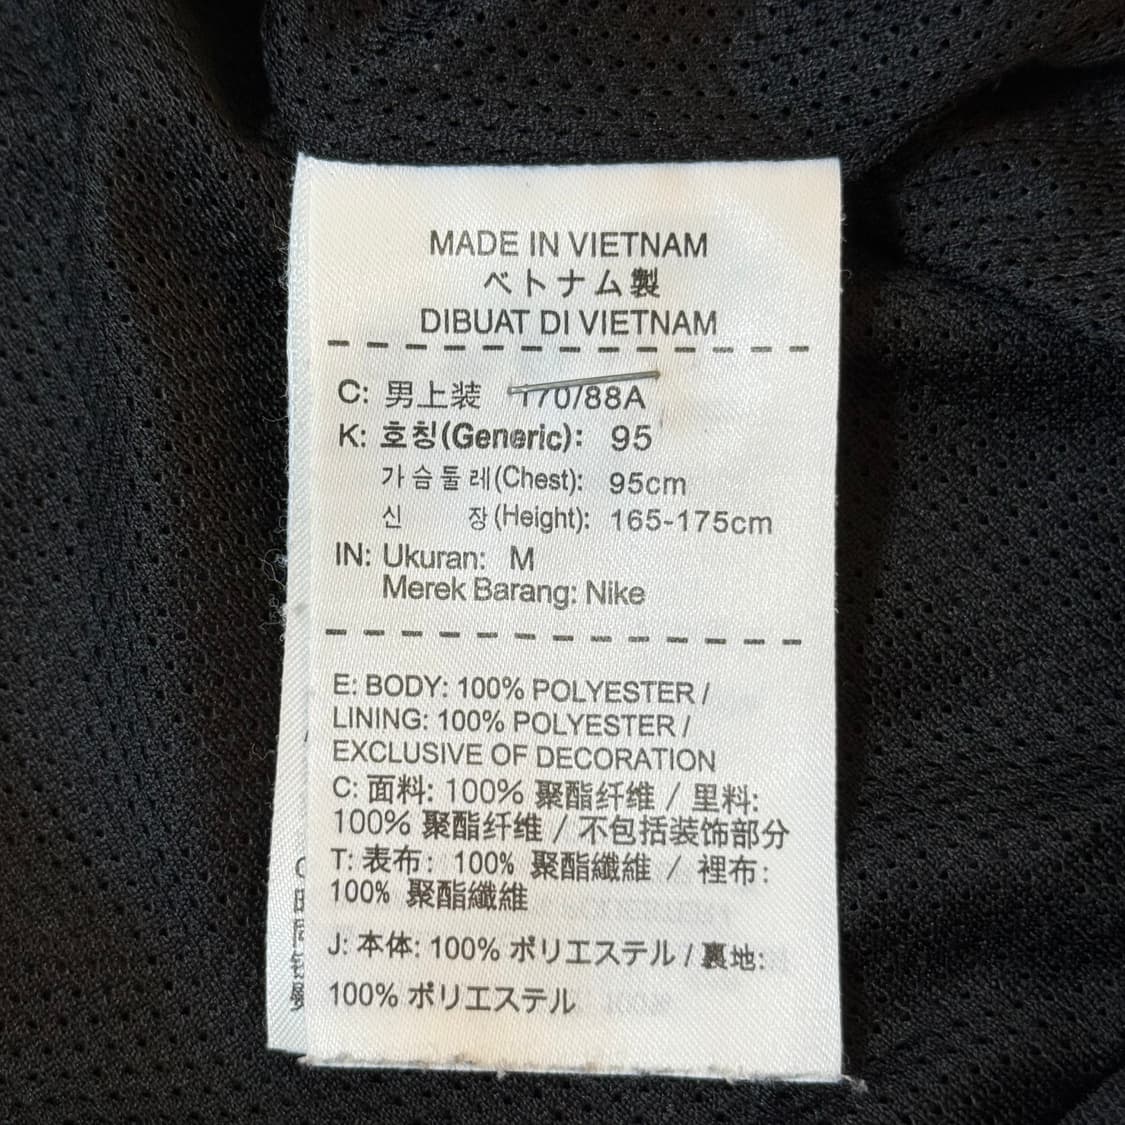 MADE IN VIETNAM
ベトナム製
DIBUAT DI VIETNAM
C: 男上装 170/88A
K: 호칭(Generic): 95
가슴둘레(Chest): 95cm
신 장(Height): 165-175cm
IN: Ukuran: M
Merek Barang: Nike
E: BODY: 100% POLYESTER /
LINING: 100% POLYESTER /
EXCLUSIVE OF DECORATION
C: 面料: 100% 聚酯纤维 / 里料:
100% 聚酯纤维 / 不包括装饰部分
T: 表布: 100% 聚酯纖維 / 裡布:
100% 聚酯纖維
J: 本体: 100% ポリエステル / 裏地:
100% ポリエステル